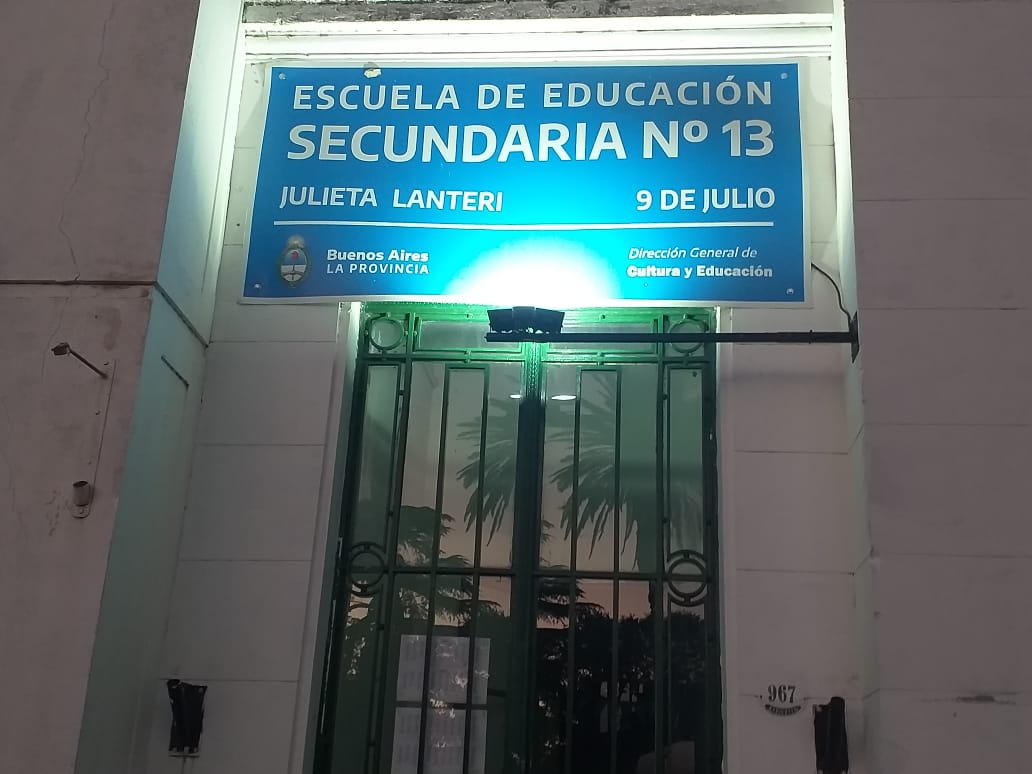 ESCUELA DE EDUCACIÓN
SECUNDARIA Nº 13
JULIETA LANTERI 9 DE JULIO
Buenos Aires
LA PROVINCIA
Dirección General de
Cultura y Educación
967